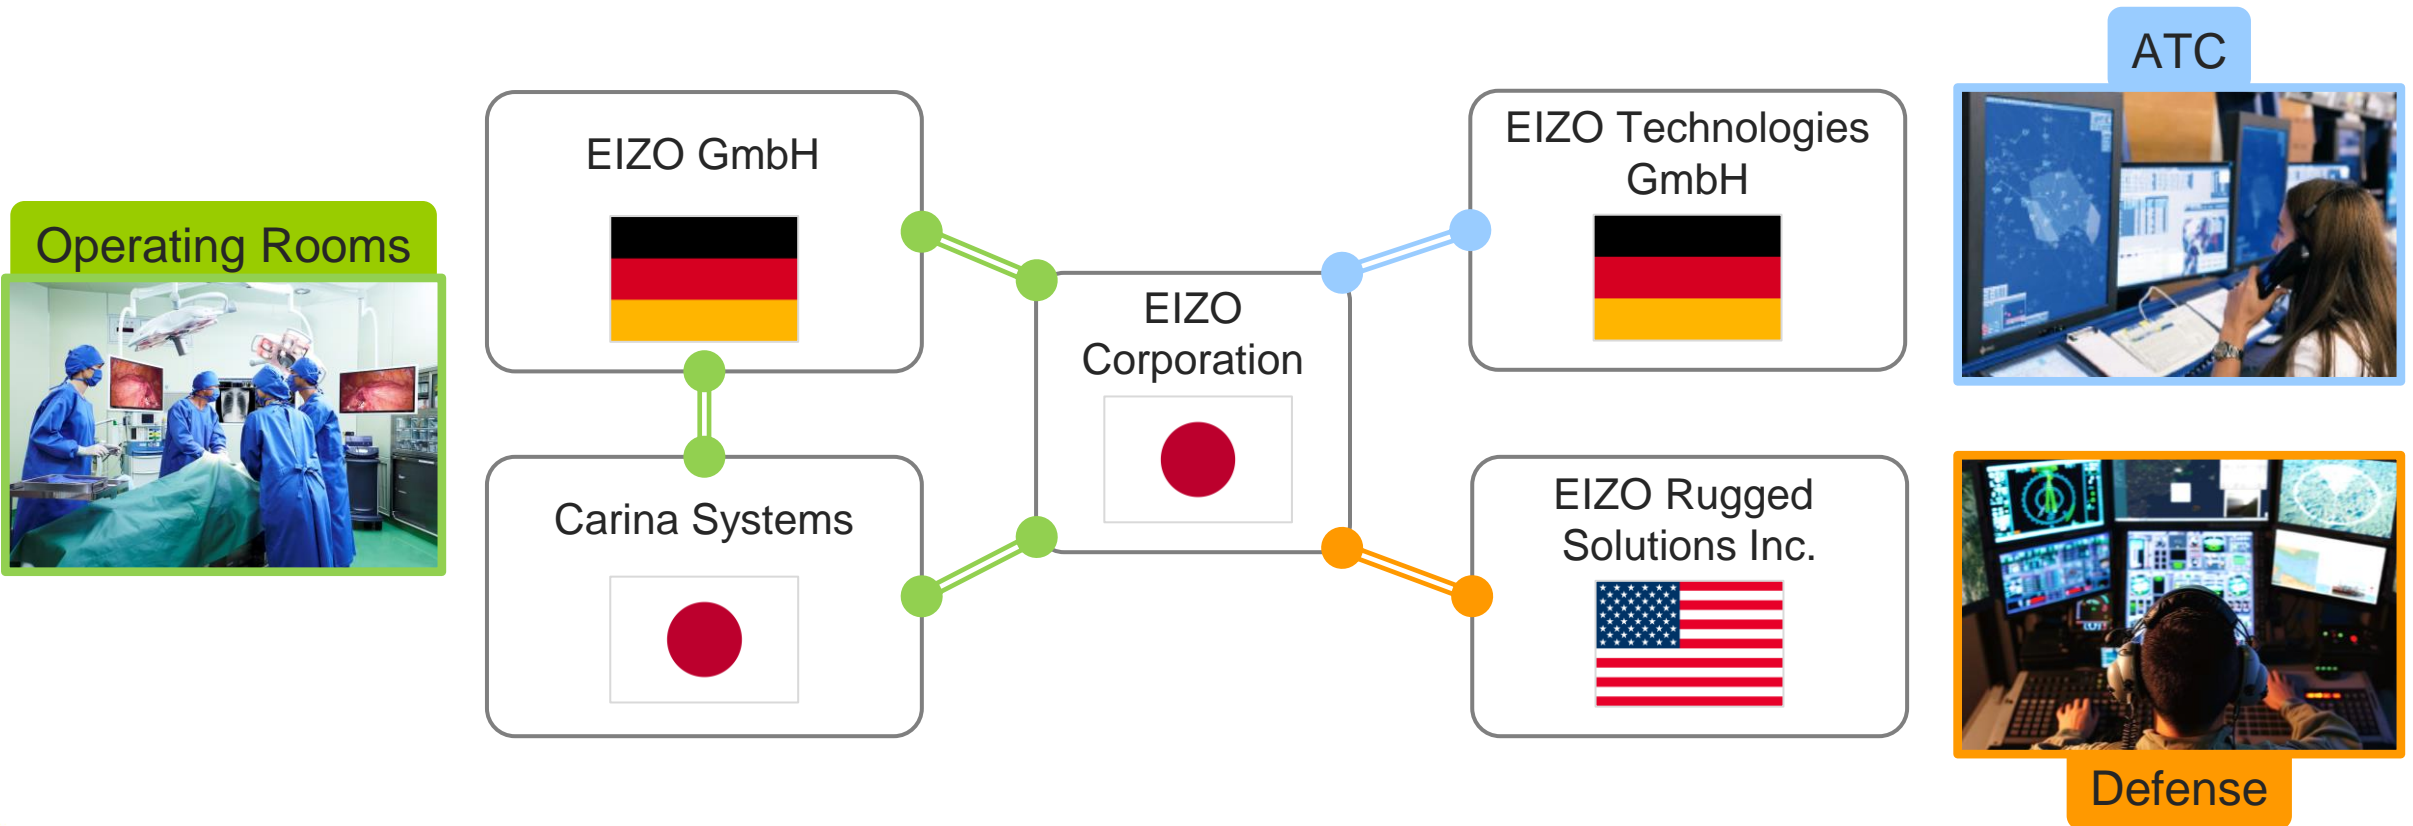 Operating Rooms
EIZO GmbH
Carina Systems
EIZO
Corporation
EIZO Technologies
GmbH
EIZO Rugged
Solutions Inc.
ATC
Defense